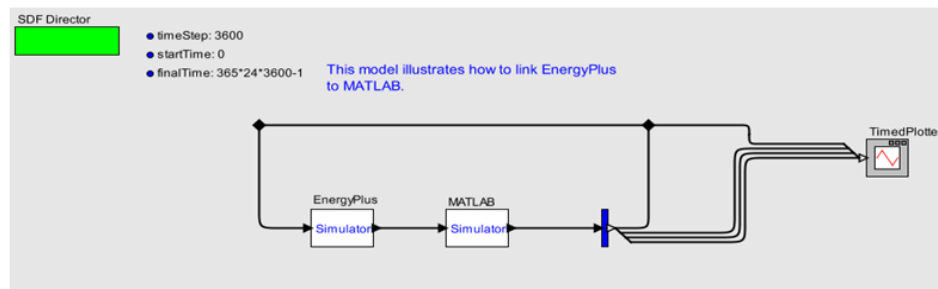 SDF Director
timeStep: 3600
startTime: 0
finalTime: 365*24*3600-1
This model illustrates how to link EnergyPlus
to MATLAB.
TimedPlotte
EnergyPlus
MATLAB
Simulator
Simulator